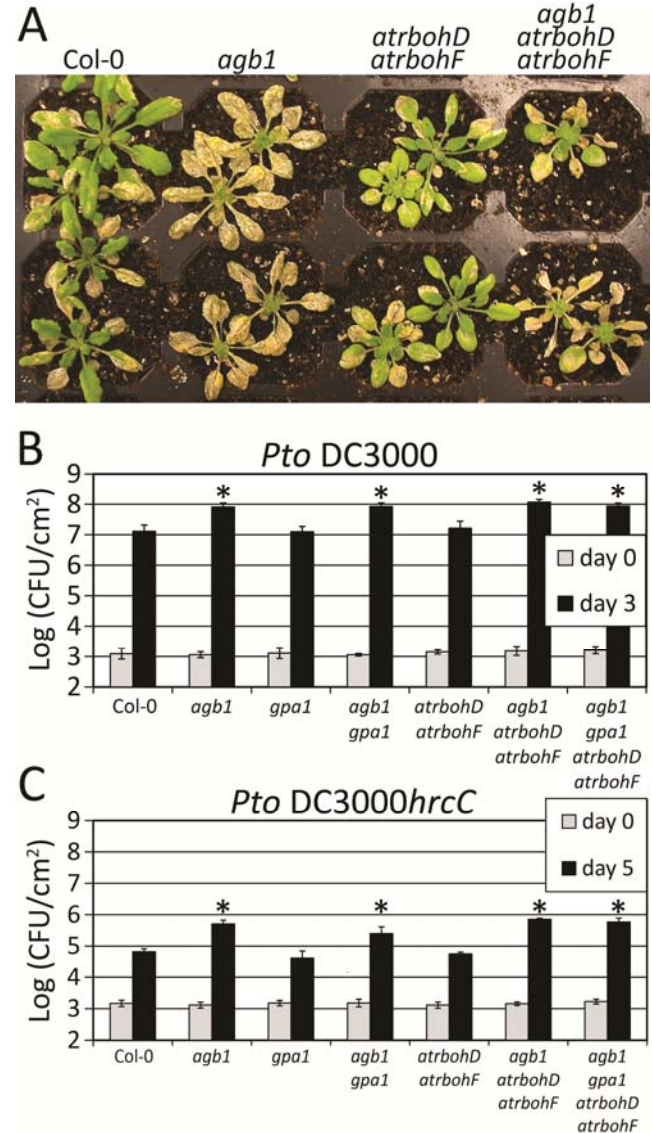 A
Col-0
agb1
atrbohD
atrbohF
agb1
atrbohD
atrbohF
B
Pto DC3000
Log (CFU/cm²)
9
8
7
6
5
4
3
2
*
*
*
*
day 0
day 3
Col-0
agb1
gpa1
agb1
gpa1
atrbohD
atrbohF
agb1
atrbohD
atrbohF
agb1
gpa1
atrbohD
atrbohF
C
Pto DC3000hrcC
Log (CFU/cm²)
9
8
7
6
5
4
3
2
*
*
*
*
day 0
day 5
Col-0
agb1
gpa1
agb1
gpa1
atrbohD
atrbohF
agb1
atrbohD
atrbohF
agb1
gpa1
atrbohD
atrbohF